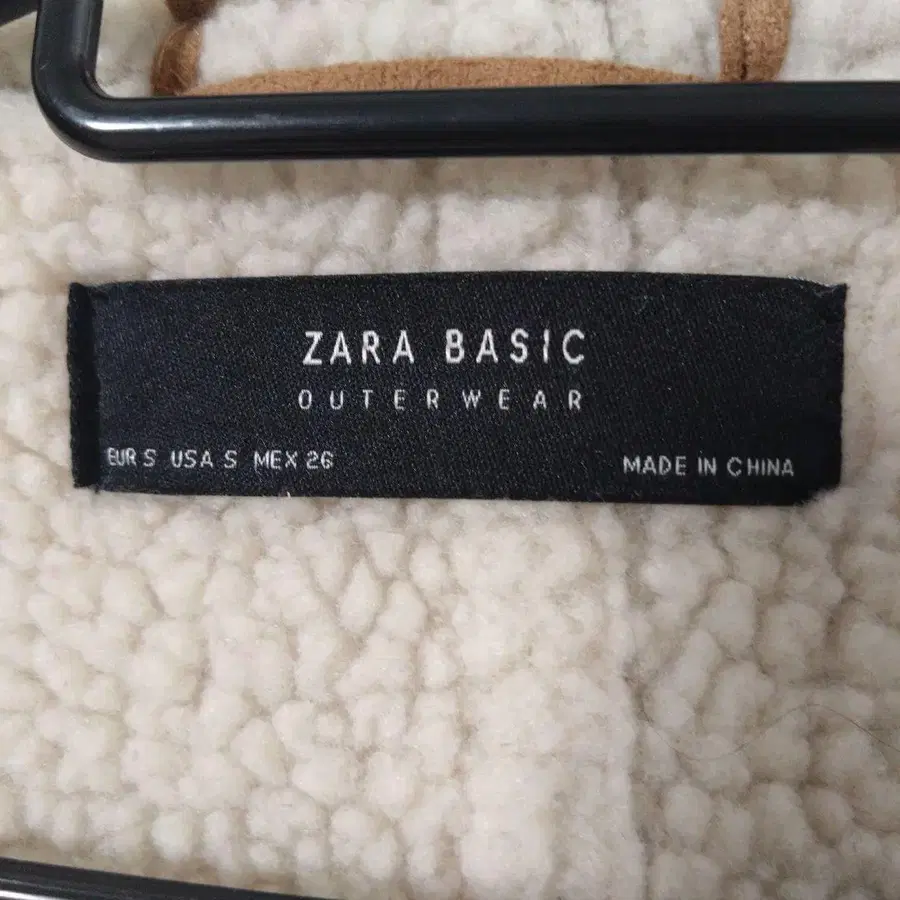 ZARA BASIC
OUTERWEAR
EUR S USA S MEX 26
MADE IN CHINA